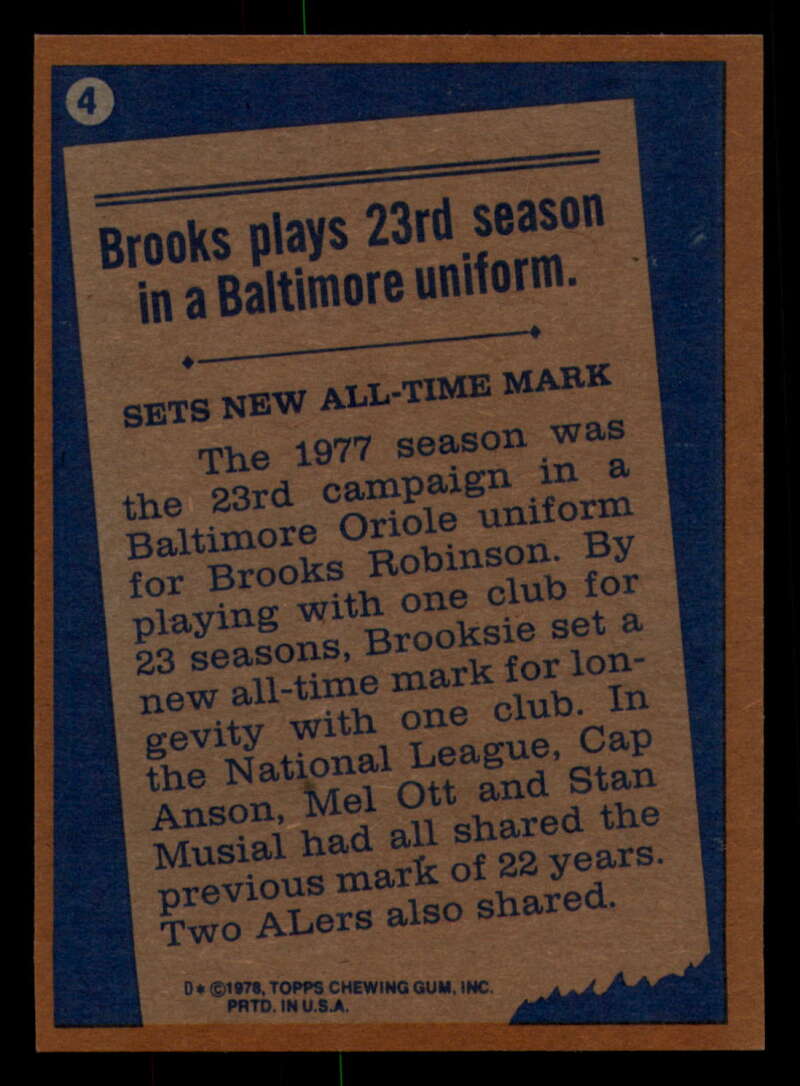 4
Brooks plays 23rd season
in a Baltimore uniform.
SETS NEW ALL-TIME MARK
The 1977 season was
the 23rd campaign in a
Baltimore Oriole uniform
for Brooks Robinson. By
playing with one club for
23 seasons, Brooksie set a
new all-time mark for lon-
gevity with one club. In
the National League, Cap
Anson, Mel Ott and Stan
Musial had all shared the
previous mark of 22 years.
Two ALers also shared.
D* ©1978, TOPPS CHEWING GUM, INC.
PRTD. IN U.S.A.